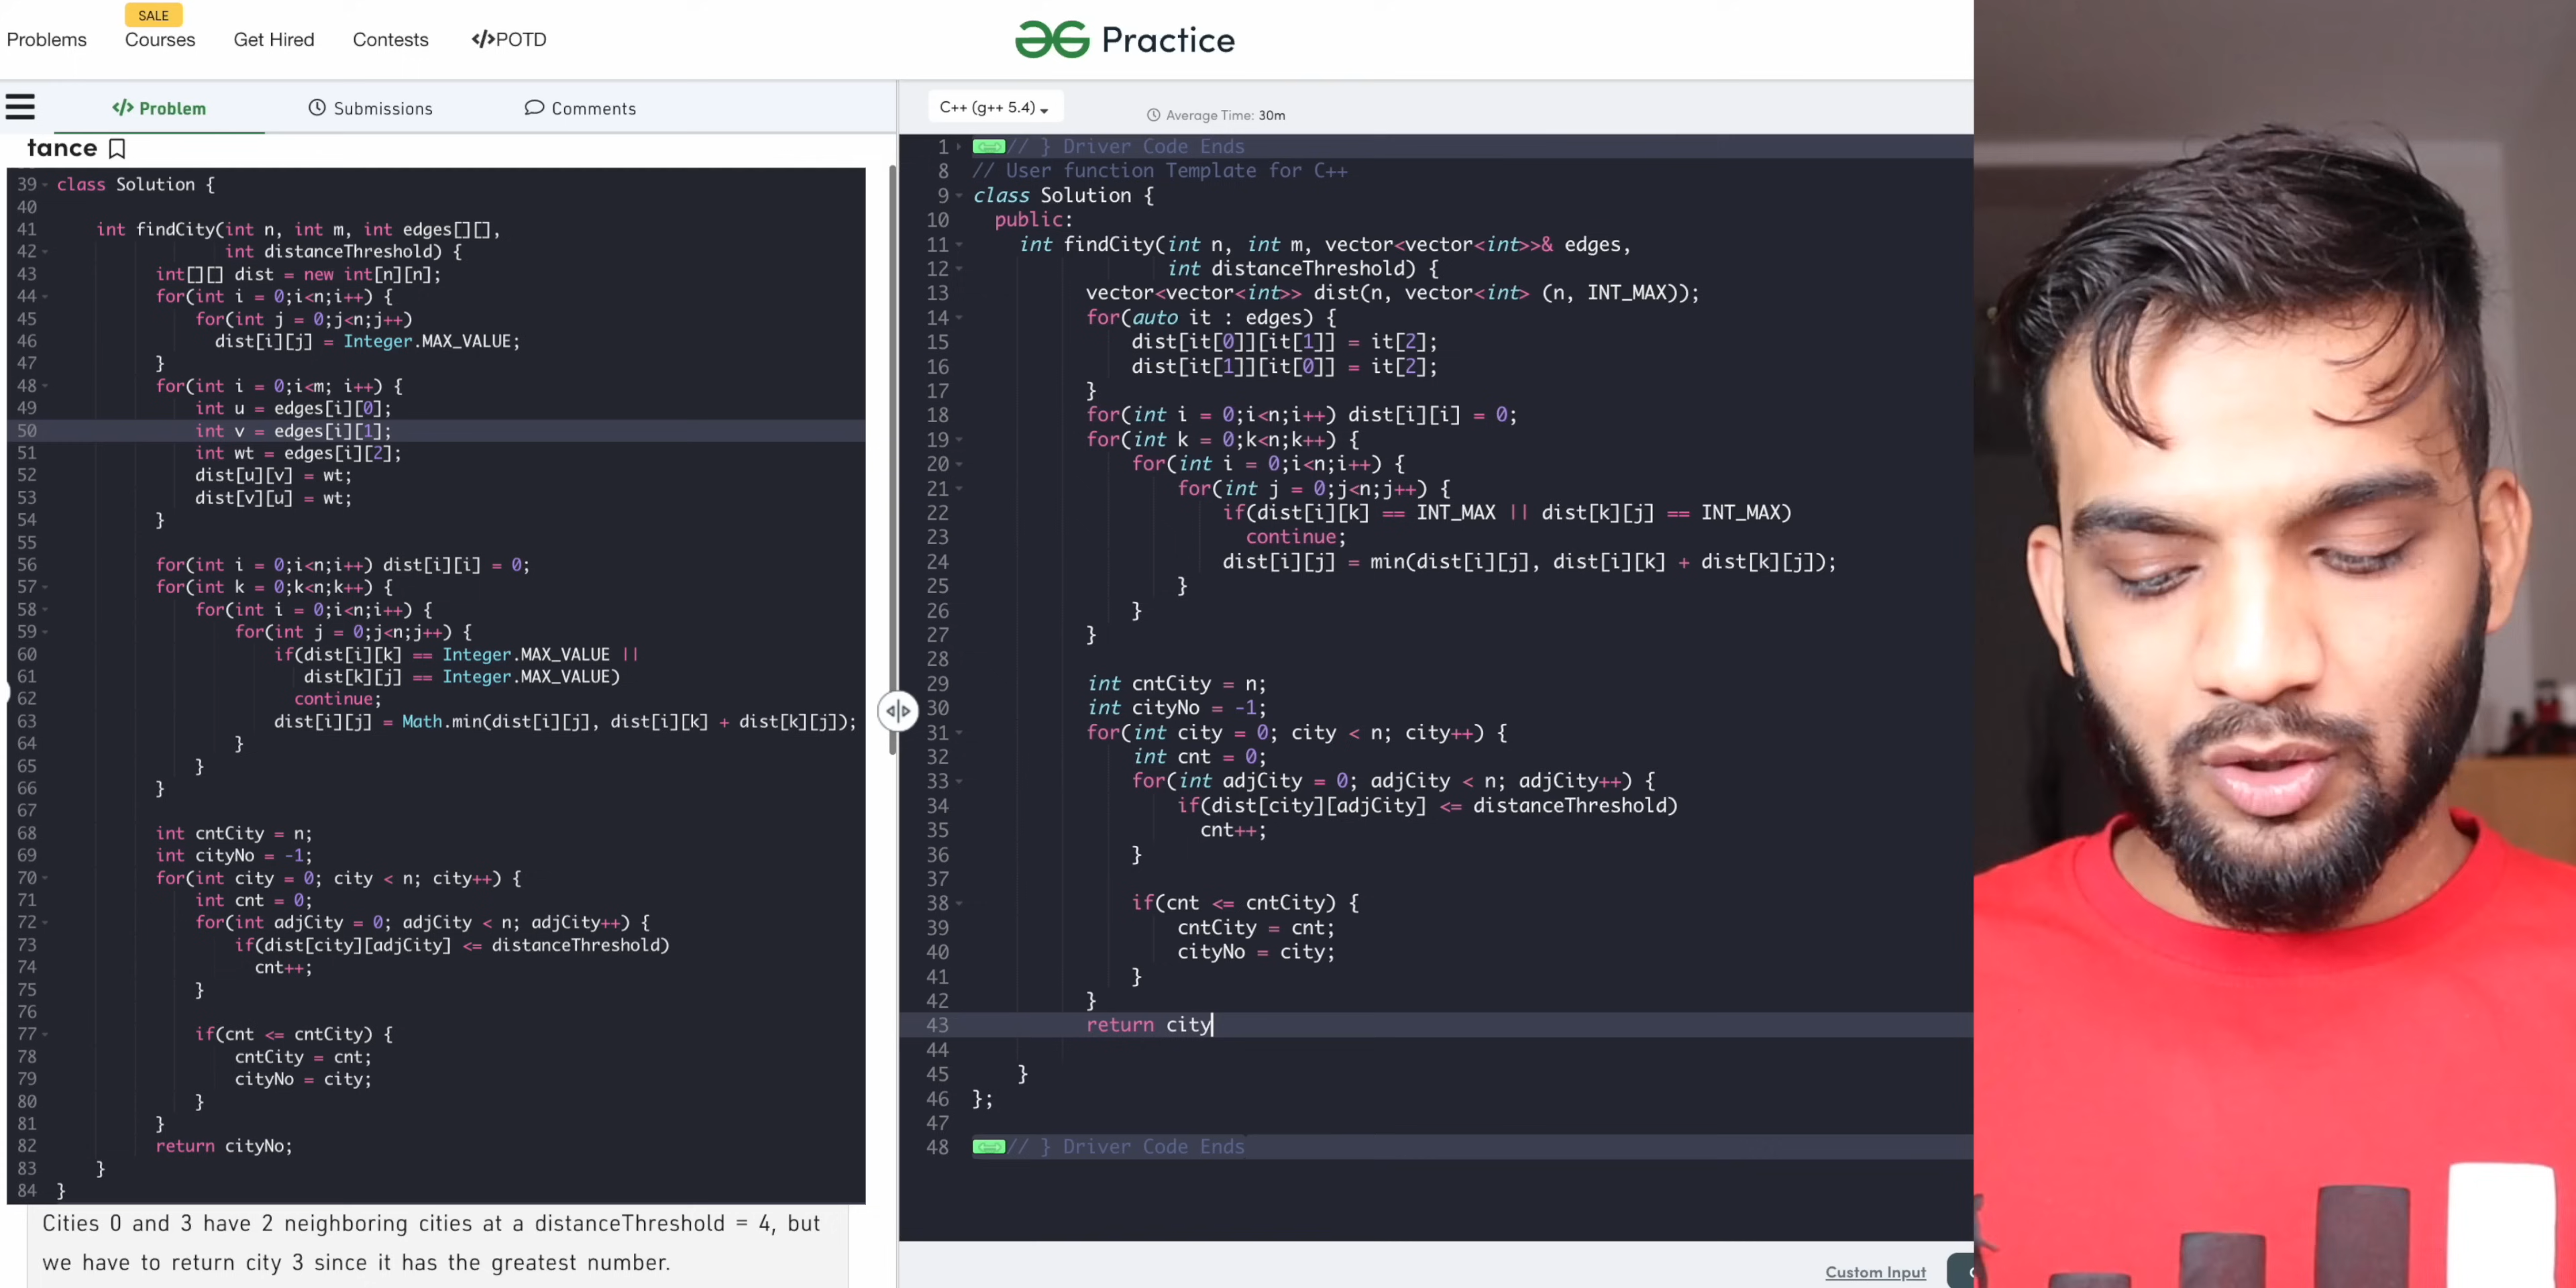 SALE
Problems Courses Get Hired Contests </>POTD
Practice
</> Problem Submissions Comments
tance
39 class Solution {
40
41 int findCity(int n, int m, int edges[][],
42 int distanceThreshold) {
43 int[][] dist = new int[n][n];
44 for(int i = 0;i<n;i++) {
45 for(int j = 0;j<n;j++)
46 dist[i][j] = Integer.MAX_VALUE;
47 }
48 for(int i = 0;i<m; i++) {
49 int u = edges[i][0];
50 int v = edges[i][1];
51 int wt = edges[i][2];
52 dist[u][v] = wt;
53 dist[v][u] = wt;
54 }
55
56 for(int i = 0;i<n;i++) dist[i][i] = 0;
57 for(int k = 0;k<n;k++) {
58 for(int i = 0;i<n;i++) {
59 for(int j = 0;j<n;j++) {
60 if(dist[i][k] == Integer.MAX_VALUE ||
61 dist[k][j] == Integer.MAX_VALUE)
62 continue;
63 dist[i][j] = Math.min(dist[i][j], dist[i][k] + dist[k][j]);
64 }
65 }
66 }
67
68 int cntCity = n;
69 int cityNo = -1;
70 for(int city = 0; city < n; city++) {
71 int cnt = 0;
72 for(int adjCity = 0; adjCity < n; adjCity++) {
73 if(dist[city][adjCity] <= distanceThreshold)
74 cnt++;
75 }
76
77 if(cnt <= cntCity) {
78 cntCity = cnt;
79 cityNo = city;
80 }
81 }
82 return cityNo;
83 }
84 }
Cities 0 and 3 have 2 neighboring cities at a distanceThreshold = 4, but
we have to return city 3 since it has the greatest number.
C++ (g++ 5.4)
Average Time: 30m
1 // } Driver Code Ends
8 // User function Template for C++
9 class Solution {
10 public:
11 int findCity(int n, int m, vector<vector<int>>& edges,
12 int distanceThreshold) {
13 vector<vector<int>> dist(n, vector<int> (n, INT_MAX));
14 for(auto it : edges) {
15 dist[it[0]][it[1]] = it[2];
16 dist[it[1]][it[0]] = it[2];
17 }
18 for(int i = 0;i<n;i++) dist[i][i] = 0;
19 for(int k = 0;k<n;k++) {
20 for(int i = 0;i<n;i++) {
21 for(int j = 0;j<n;j++) {
22 if(dist[i][k] == INT_MAX || dist[k][j] == INT_MAX)
23 continue;
24 dist[i][j] = min(dist[i][j], dist[i][k] + dist[k][j]);
25 }
26 }
27 }
28
29 int cntCity = n;
30 int cityNo = -1;
31 for(int city = 0; city < n; city++) {
32 int cnt = 0;
33 for(int adjCity = 0; adjCity < n; adjCity++) {
34 if(dist[city][adjCity] <= distanceThreshold)
35 cnt++;
36 }
37
38 if(cnt <= cntCity) {
39 cntCity = cnt;
40 cityNo = city;
41 }
42 }
43 return city
44
45 }
46 };
47
48 // } Driver Code Ends
Custom Input